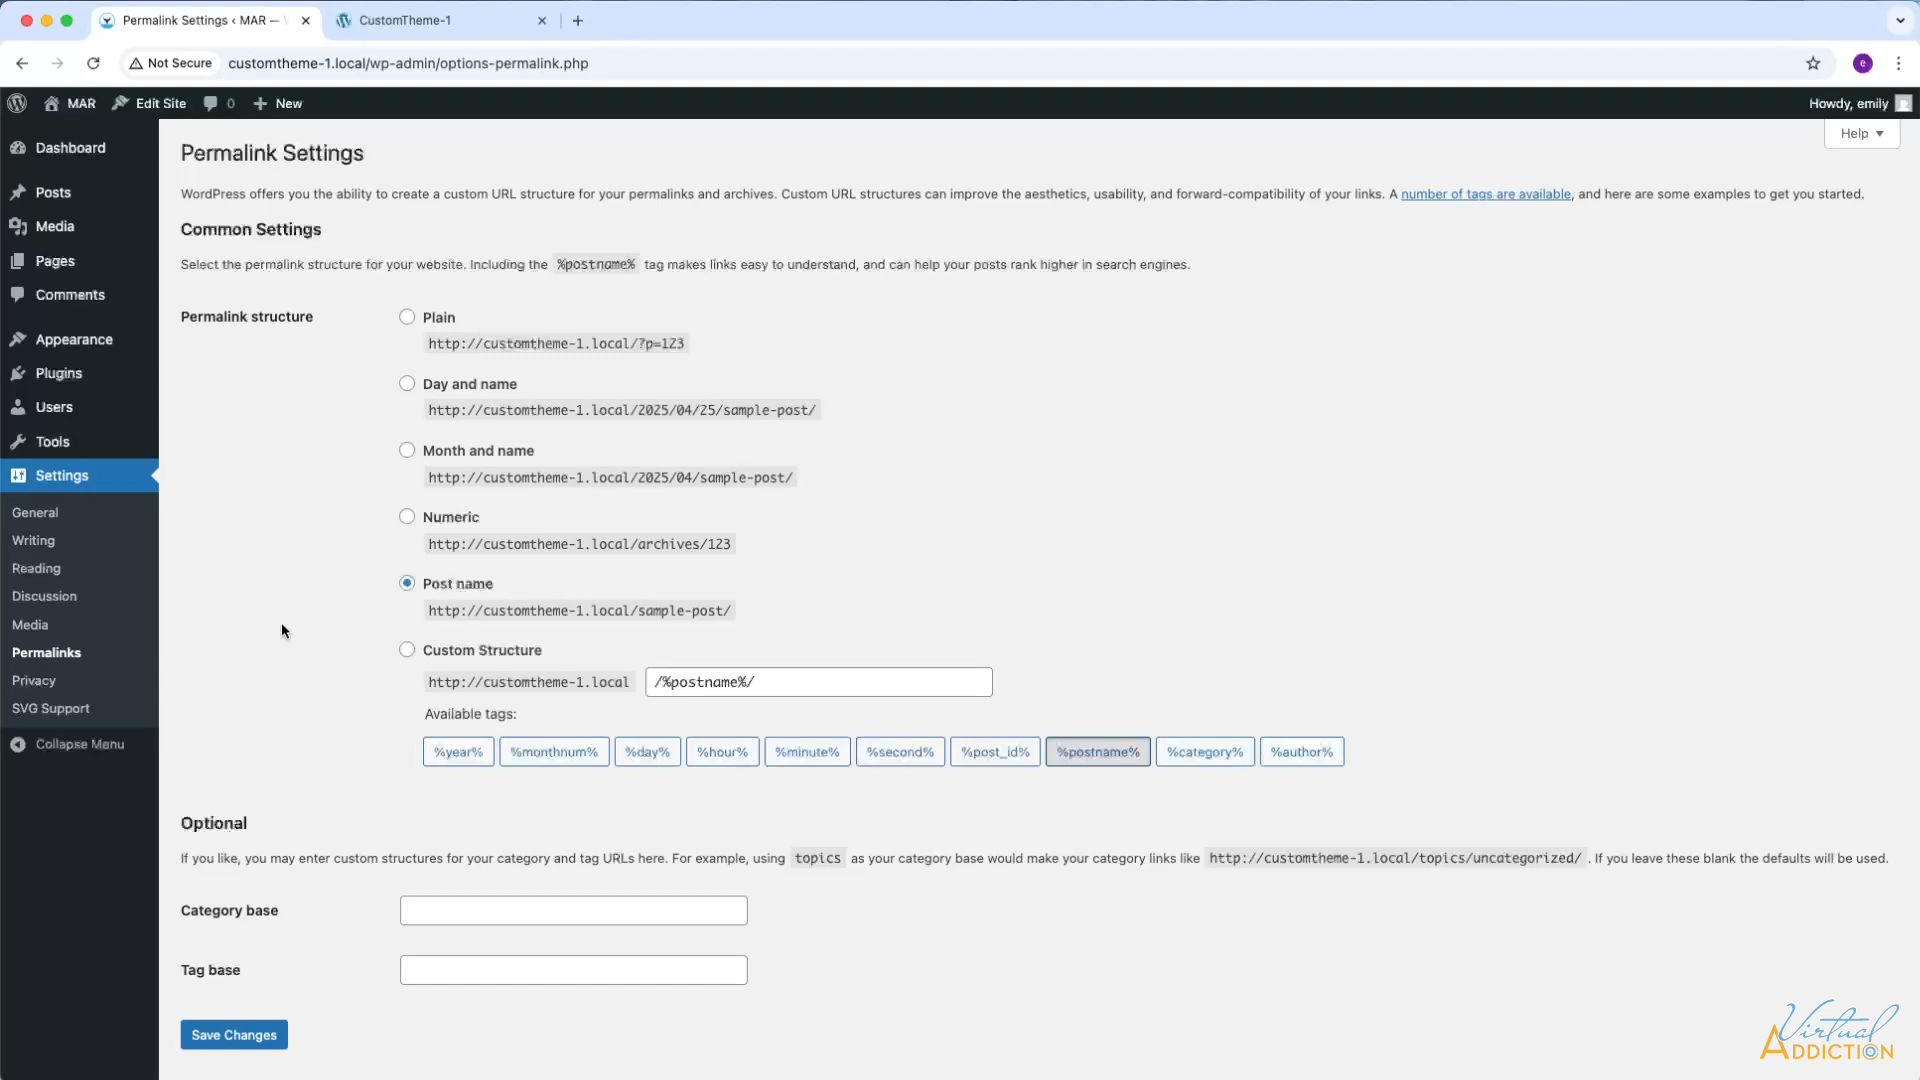 Permalink Settings ‹ MAR —
CustomTheme-1
Not Secure
customtheme-1.local/wp-admin/options-permalink.php
e
MAR
Edit Site
0
New
Howdy, emily
Help
Dashboard
Posts
Media
Pages
Comments
Appearance
Plugins
Users
Tools
Settings
General
Writing
Reading
Discussion
Media
Permalinks
Privacy
SVG Support
Collapse Menu
Permalink Settings
WordPress offers you the ability to create a custom URL structure for your permalinks and archives. Custom URL structures can improve the aesthetics, usability, and forward-compatibility of your links. A number of tags are available, and here are some examples to get you started.
Common Settings
Select the permalink structure for your website. Including the %postname% tag makes links easy to understand, and can help your posts rank higher in search engines.
Permalink structure
Plain
http://customtheme-1.local/?p=123
Day and name
http://customtheme-1.local/2025/04/25/sample-post/
Month and name
http://customtheme-1.local/2025/04/sample-post/
Numeric
http://customtheme-1.local/archives/123
Post name
http://customtheme-1.local/sample-post/
Custom Structure
http://customtheme-1.local /%postname%/
Available tags:
%year% %monthnum% %day% %hour% %minute% %second% %post_id% %postname% %category% %author%
Optional
If you like, you may enter custom structures for your category and tag URLs here. For example, using topics as your category base would make your category links like http://customtheme-1.local/topics/uncategorized/ . If you leave these blank the defaults will be used.
Category base
Tag base
Save Changes
Virtual
ADDICTION